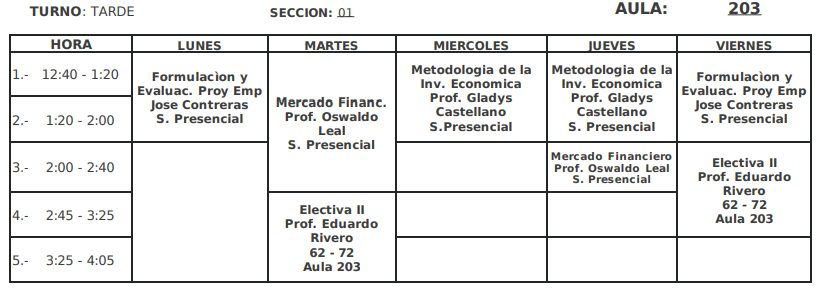 TURNO: TARDE
SECCION: 01
AULA: 203
HORA LUNES MARTES MIERCOLES JUEVES VIERNES
1.- 12:40 - 1:20
2.- 1:20 - 2:00
3.- 2:00 - 2:40
4.- 2:45 - 3:25
5.- 3:25 - 4:05
Formulacìon y
Evaluac. Proy Emp
Jose Contreras
S. Presencial
Mercado Financ.
Prof. Oswaldo
Leal
S. Presencial
Electiva II
Prof. Eduardo
Rivero
62 - 72
Aula 203
Metodologia de la
Inv. Economica
Prof. Gladys
Castellano
S.Presencial
Metodologia de la
Inv. Economica
Prof. Gladys
Castellano
S. Presencial
Mercado Financiero
Prof. Oswaldo Leal
S. Presencial
Formulacìon y
Evaluac. Proy Emp
Jose Contreras
S. Presencial
Electiva II
Prof. Eduardo
Rivero
62 - 72
Aula 203